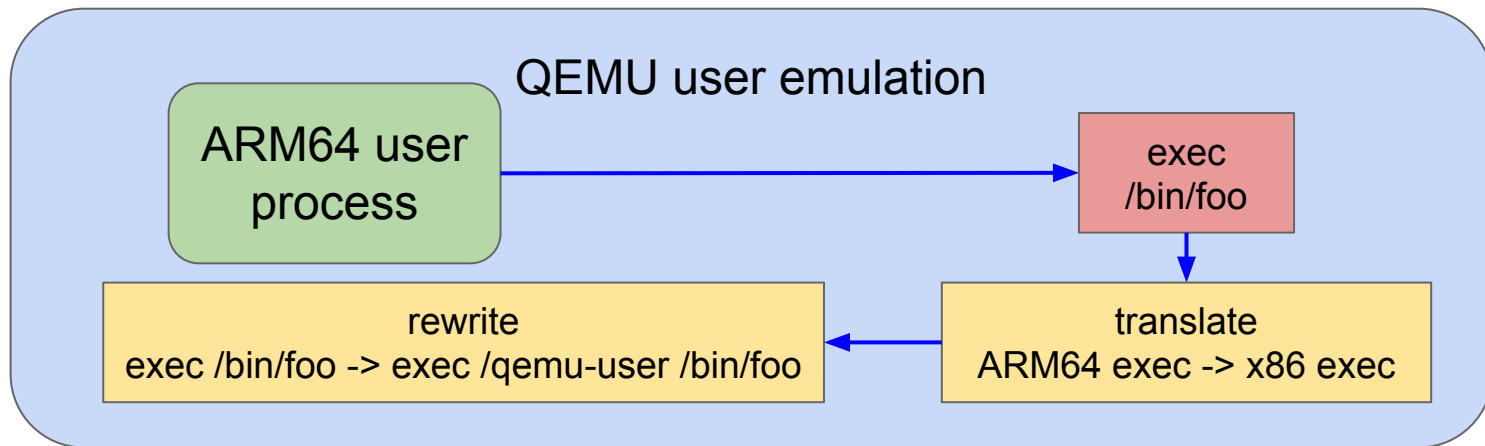 QEMU user emulation
ARM64 user
process
exec
/bin/foo
translate
ARM64 exec -> x86 exec
rewrite
exec /bin/foo -> exec /qemu-user /bin/foo